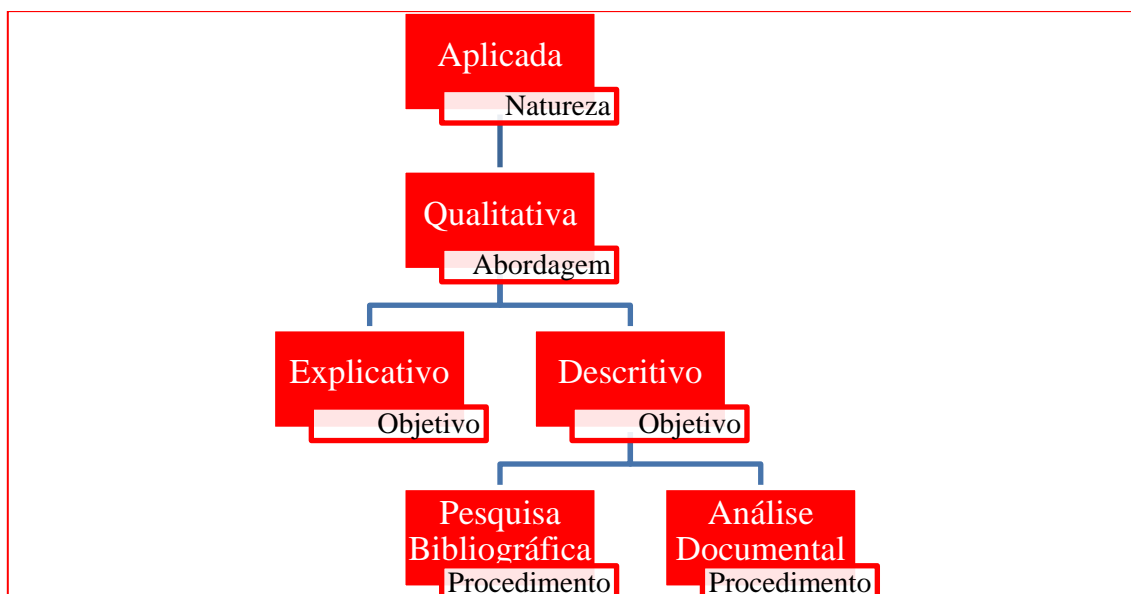 Aplicada
Natureza
Qualitativa
Abordagem
Explicativo
Objetivo
Descritivo
Objetivo
Pesquisa
Bibliográfica
Procedimento
Análise
Documental
Procedimento